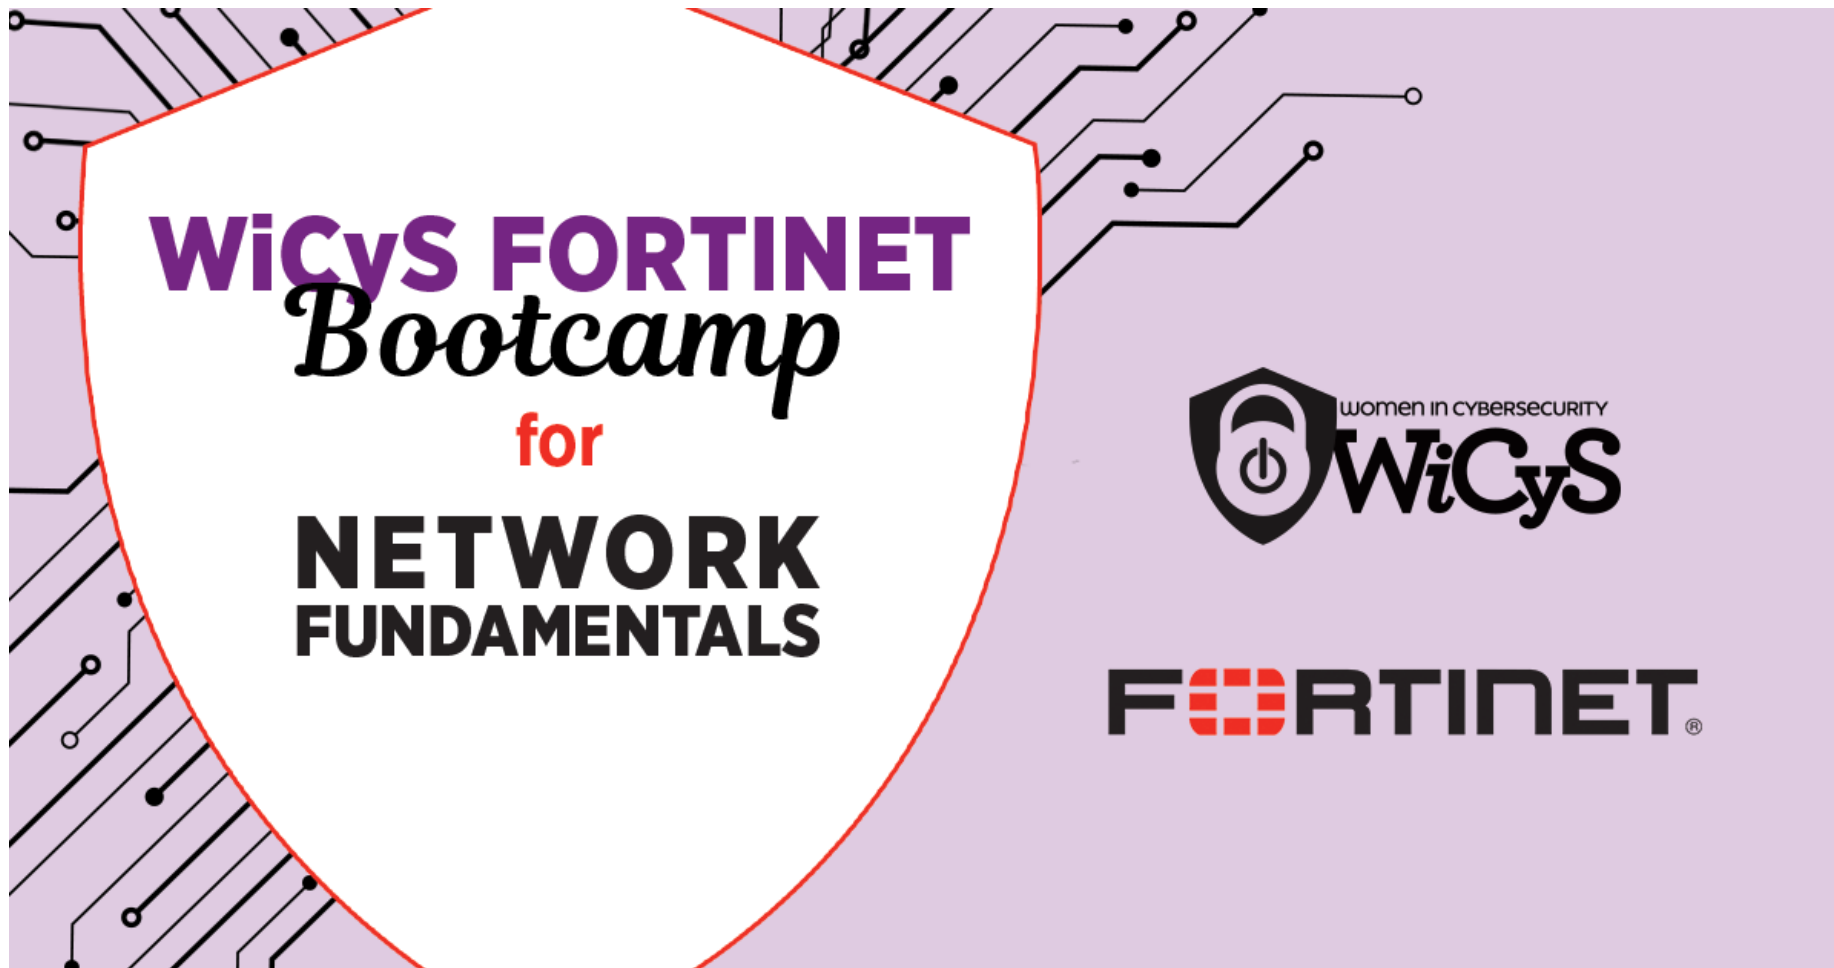 WiCyS FORTINET
Bootcamp
for
NETWORK
FUNDAMENTALS
WOMEN IN CYBERSECURITY
WiCyS
FORTINET®